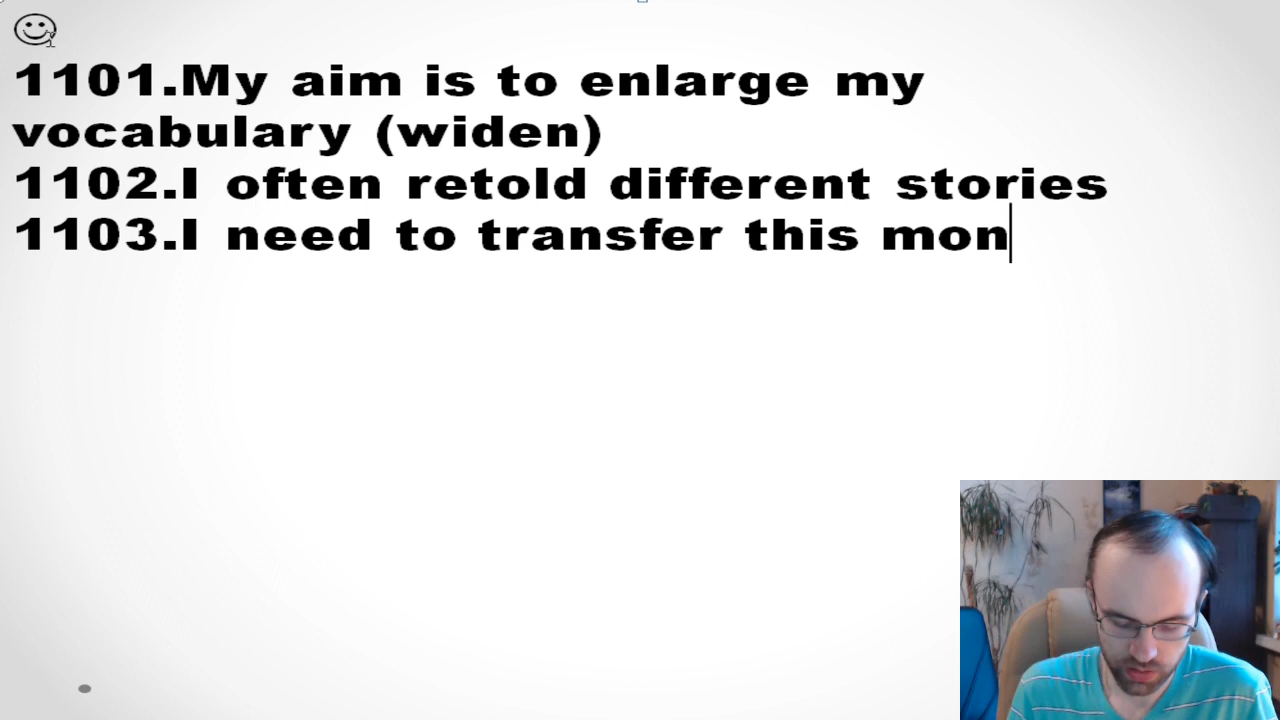 1101.My aim is to enlarge my
vocabulary (widen)
1102.I often retold different stories
1103.I need to transfer this mon